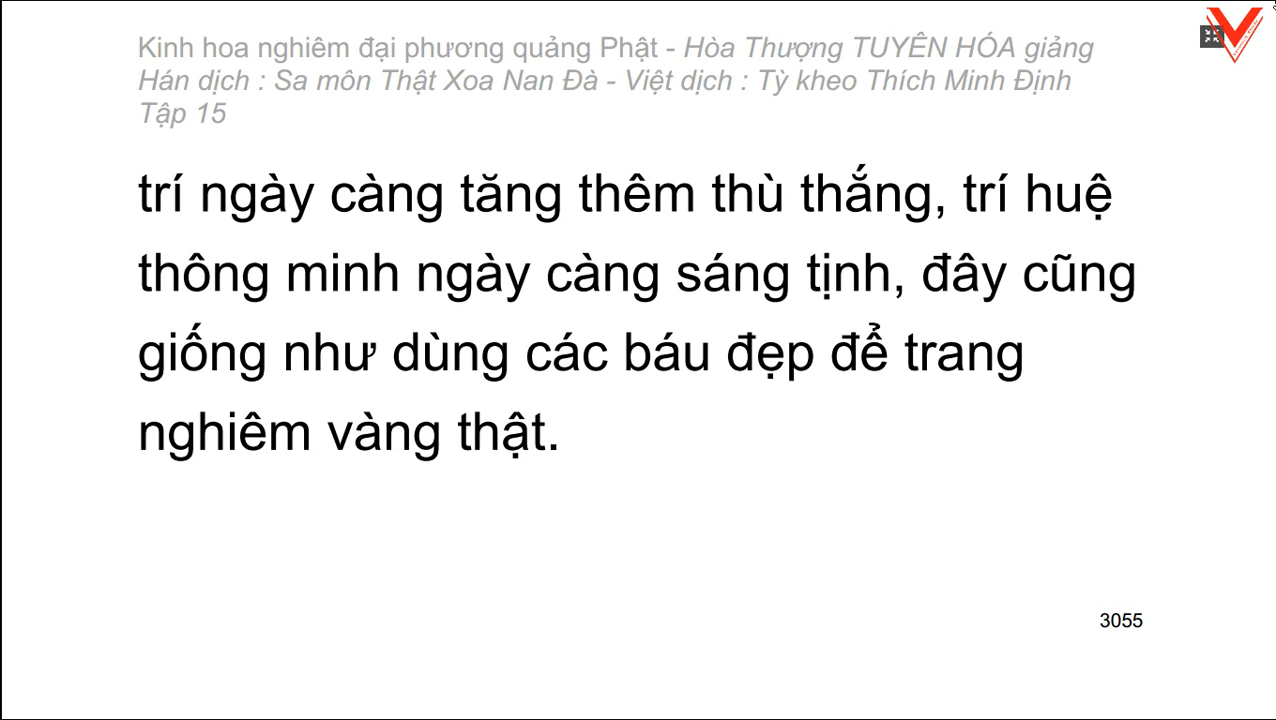 Kinh hoa nghiêm đại phương quảng Phật - Hòa Thượng TUYÊN HÓA giảng
Hán dịch : Sa môn Thật Xoa Nan Đà - Việt dịch : Tỳ kheo Thích Minh Định
Tập 15
trí ngày càng tăng thêm thù thắng, trí huệ
thông minh ngày càng sáng tịnh, đây cũng
giống như dùng các báu đẹp để trang
nghiêm vàng thật.
3055